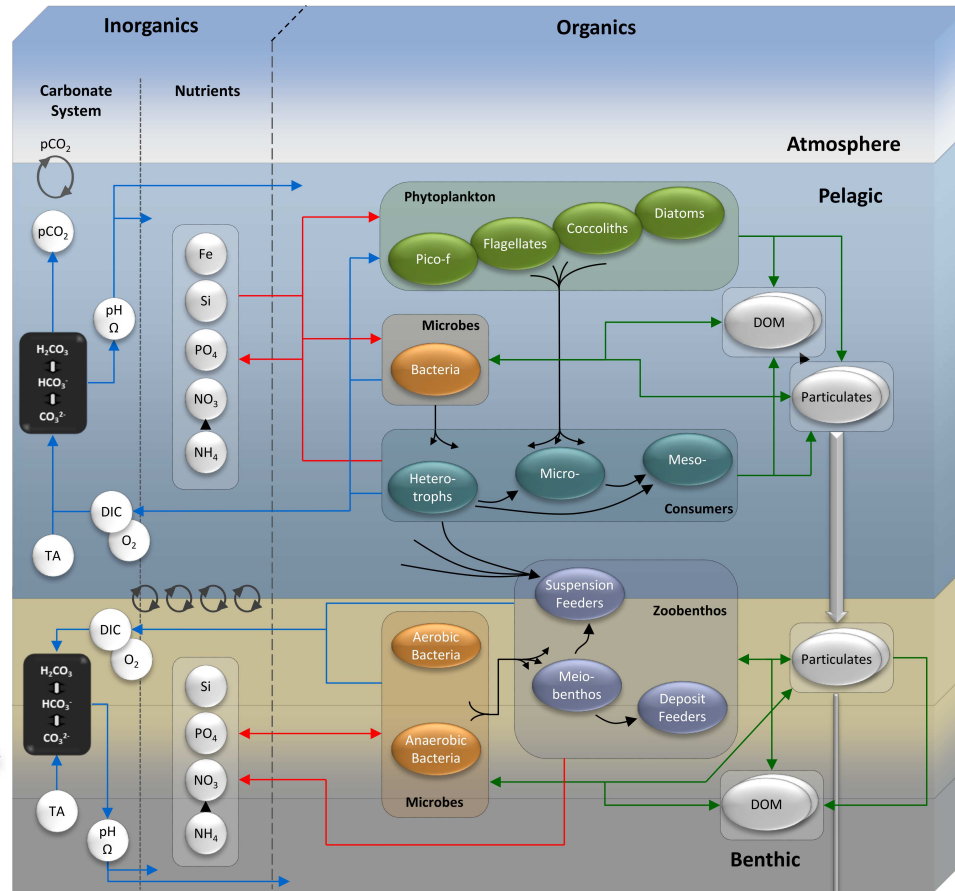 Inorganics
Organics
Carbonate
System
Nutrients
Atmosphere
pCO₂
Pelagic
pCO₂
pH
Ω
H₂CO₃
HCO₃⁻
CO₃²⁻
DIC
O₂
TA
Fe
Si
PO₄
NO₃
NH₄
Phytoplankton
Pico-f
Flagellates
Coccoliths
Diatoms
Microbes
Bacteria
DOM
Particulates
Hetero-
trophs
Micro-
Meso-
Consumers
Suspension
Feeders
Zoobenthos
Meio-
benthos
Deposit
Feeders
Aerobic
Bacteria
Anaerobic
Bacteria
Microbes
Particulates
DOM
DIC
O₂
H₂CO₃
HCO₃⁻
CO₃²⁻
TA
pH
Ω
Si
PO₄
NO₃
NH₄
Benthic